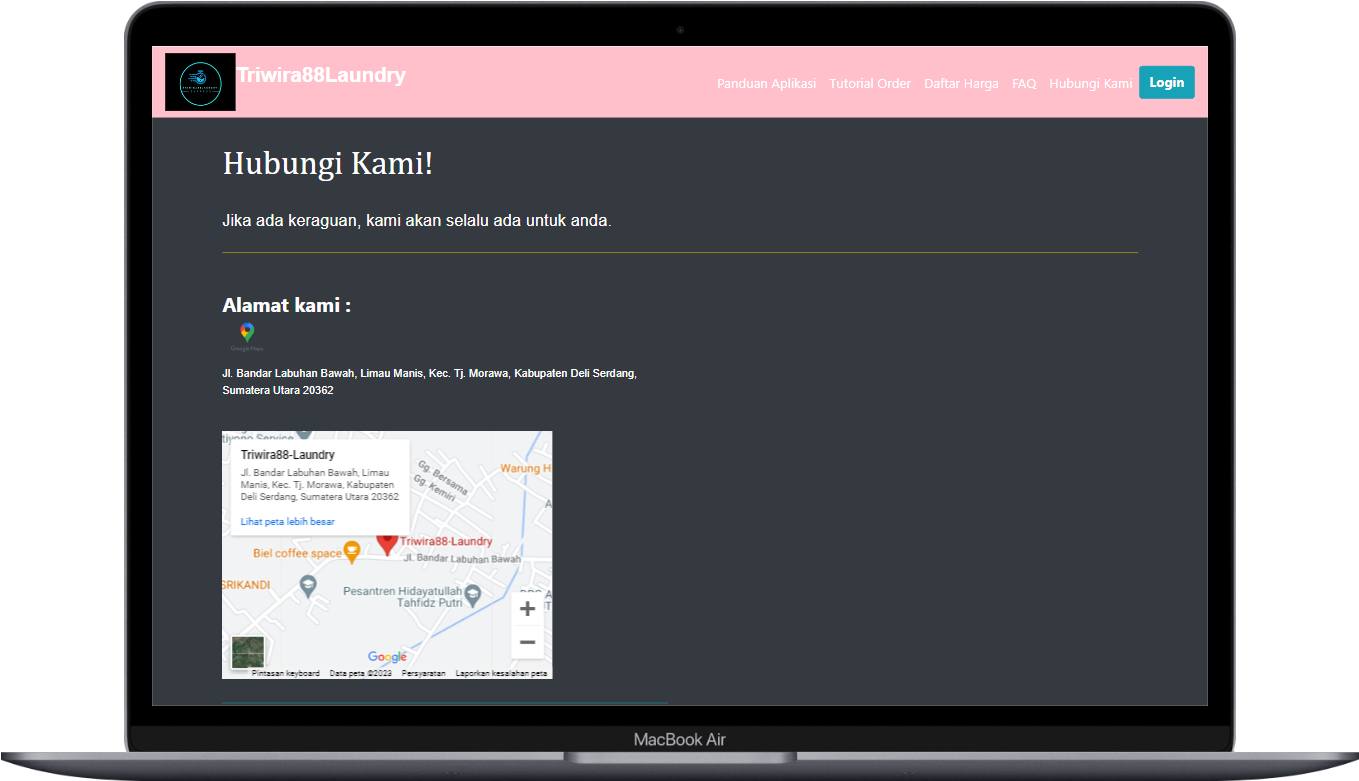 Triwira88Laundry
Panduan Aplikasi Tutorial Order Daftar Harga FAQ Hubungi Kami Login
Hubungi Kami!
Jika ada keraguan, kami akan selalu ada untuk anda.
Alamat kami :
Google Maps
Jl. Bandar Labuhan Bawah, Limau Manis, Kec. Tj. Morawa, Kabupaten Deli Serdang,
Sumatera Utara 20362
Service
Triwira88-Laundry
Jl. Bandar Labuhan Bawah, Limau
Manis, Kec. Tj. Morawa, Kabupaten
Deli Serdang, Sumatera Utara 20362
Lihat peta lebih besar
Gg. Bersama
Gg. Kemiri
Warung H
Triwira88-Laundry
Biel coffee space
Jl. Bandar Labuhan Bawah
SRIKANDI
Pesantren Hidayatullah
Tahfidz Putri
+
−
Google
Pintasan keyboard Data peta ©2023 Persyaratan Laporkan kesalahan peta
MacBook Air